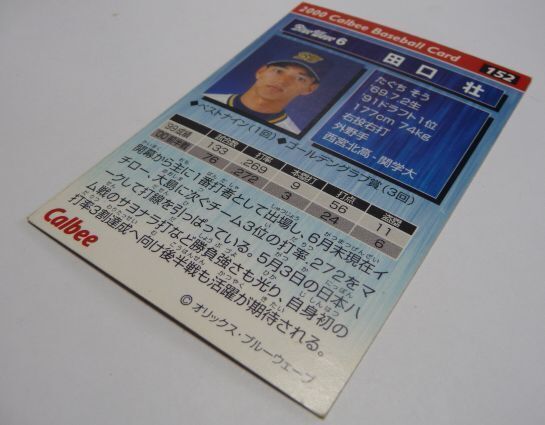 2000 Calbee Baseball Card
152
BlueWave 6
田口 壮
たぐち そう
'69.7.2生
'91ドラフト1位
177cm 74kg
右投右打
外野手
西宮北高-関学大
◆ベストナイン(1回)◆ゴールデングラブ賞(3回)
試合数 打率 本塁打 打点 盗塁
'99成績 133 .269 9 56 11
'00前半戦 76 .272 3 24 6
開幕から主に1番打者として出場し、6月末現在イ
チロー、大島に次ぐチーム3位の打率.272をマ
ークして打線を引っぱっている。5月3日の日本ハ
ム戦のサヨナラ打など勝負強さも光り、自身初の
打率3割達成へ向け後半戦も活躍が期待される。
Calbee
©オリックス・ブルーウェーブ